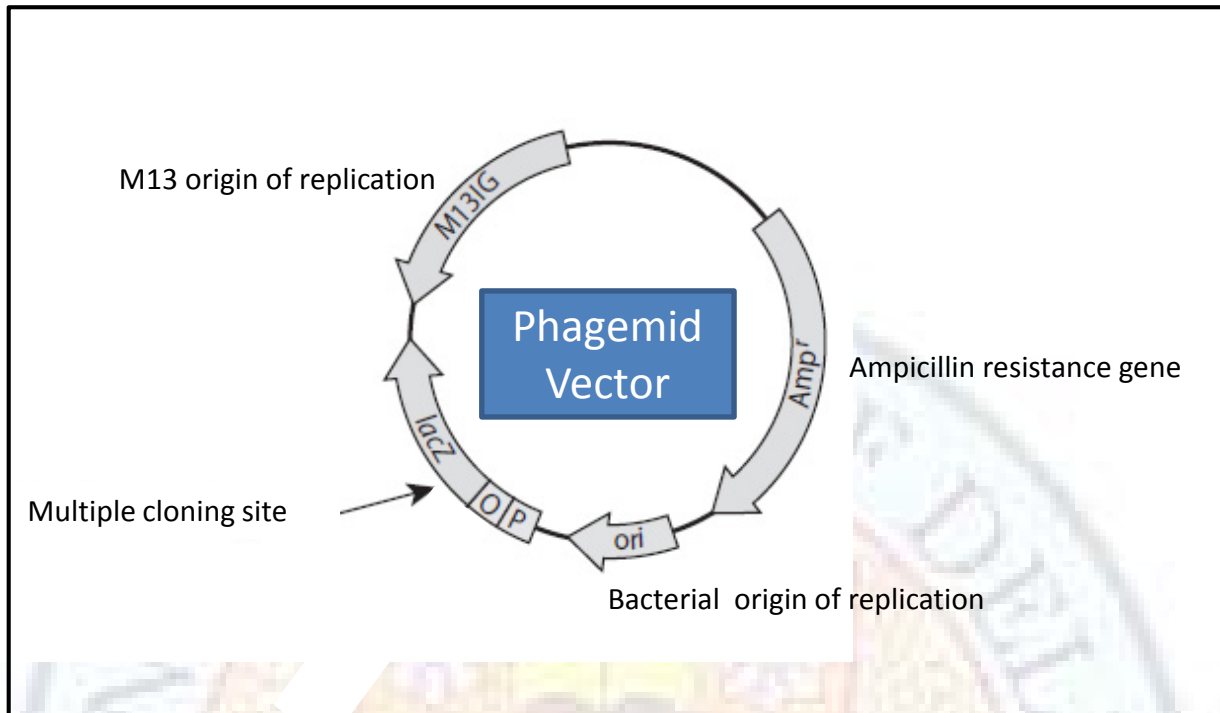 M13 origin of replication
M13IG
Phagemid
Vector
Ampʳ
Ampicillin resistance gene
lacZ
Multiple cloning site
O P
ori
Bacterial origin of replication
DEL